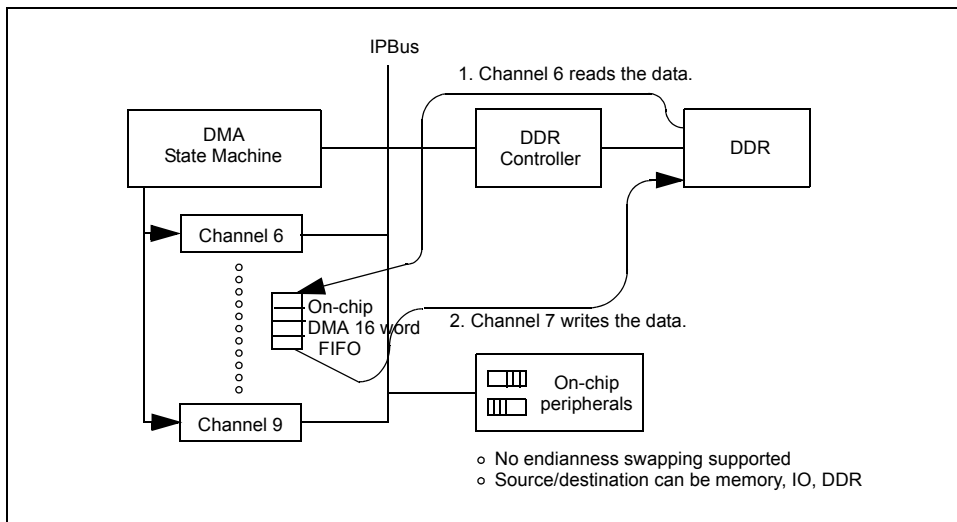 IPBus
1. Channel 6 reads the data.
DMA
State Machine
DDR
Controller
DDR
Channel 6
On-chip
DMA 16 word
FIFO
2. Channel 7 writes the data.
On-chip
peripherals
Channel 9
No endianness swapping supported
Source/destination can be memory, IO, DDR